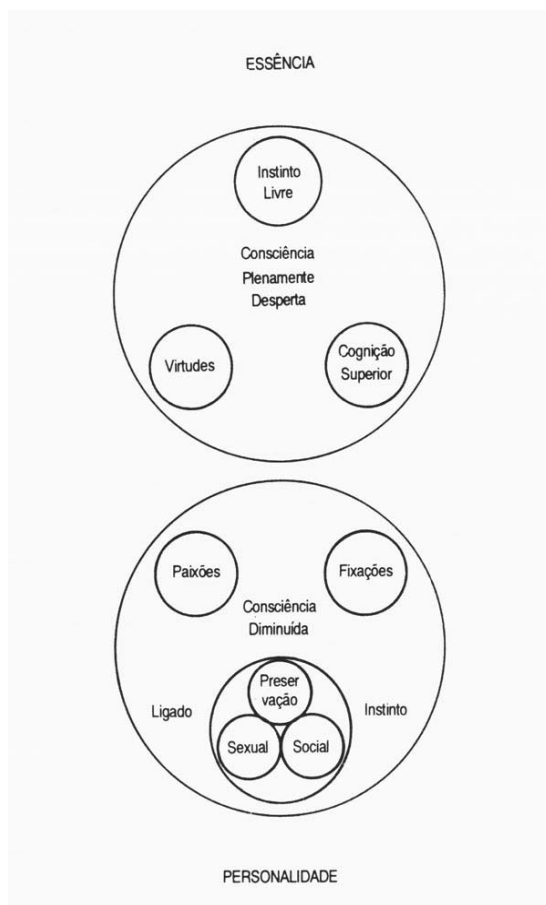 ESSÊNCIA
Instinto
Livre
Consciência
Plenamente
Desperta
Virtudes
Cognição
Superior
Paixões
Fixações
Consciência
Diminuída
Preser
vação
Ligado
Instinto
Sexual
Social
PERSONALIDADE